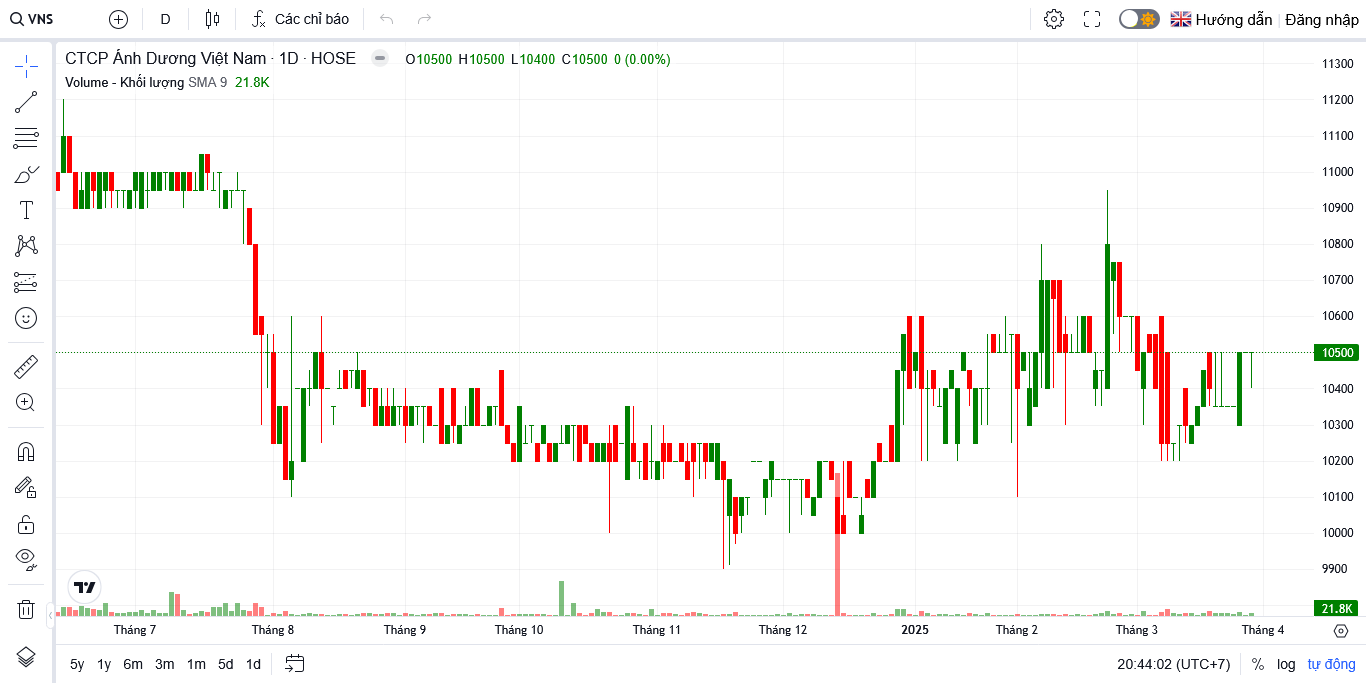 VNS D Các chỉ báo Hướng dẫn Đăng nhập
CTCP Ánh Dương Việt Nam · 1D · HOSE O10500 H10500 L10400 C10500 0 (0.00%)
Volume - Khối lượng SMA 9 21.8K
11300
11200
11100
11000
10900
10800
10700
10600
10500
10400
10300
10200
10100
10000
9900
21.8K
Tháng 7 Tháng 8 Tháng 9 Tháng 10 Tháng 11 Tháng 12 2025 Tháng 2 Tháng 3 Tháng 4
5y 1y 6m 3m 1m 5d 1d 20:44:02 (UTC+7) % log tự động